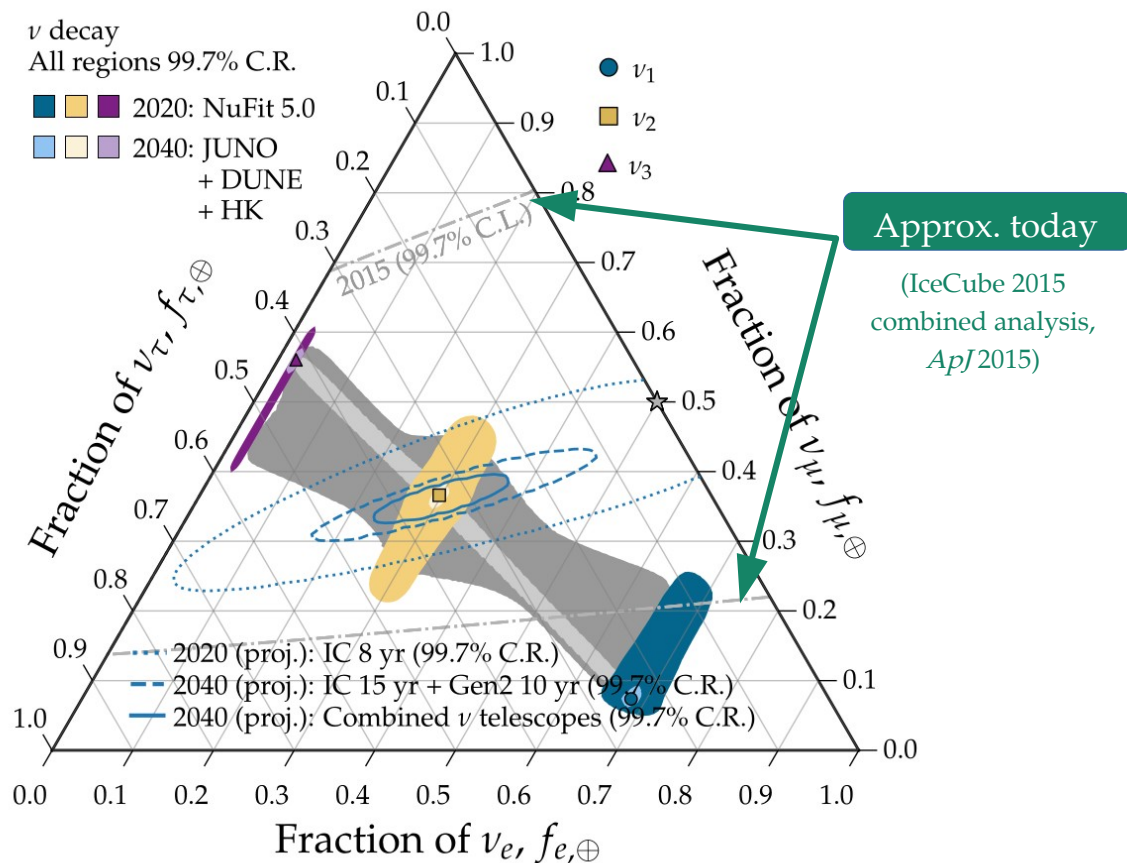 ν decay
All regions 99.7% C.R.
2020: NuFit 5.0
2040: JUNO
+ DUNE
+ HK
ν1
ν2
ν3
Approx. today
(IceCube 2015
combined analysis,
ApJ 2015)
2015 (99.7% C.L.)
Fraction of ντ, fτ,⊕
0.0
0.1
0.2
0.3
0.4
0.5
0.6
0.7
0.8
0.9
1.0
Fraction of νμ, fμ,⊕
1.0
0.9
0.8
0.7
0.6
0.5
0.4
0.3
0.2
0.1
0.0
2020 (proj.): IC 8 yr (99.7% C.R.)
2040 (proj.): IC 15 yr + Gen2 10 yr (99.7% C.R.)
2040 (proj.): Combined ν telescopes (99.7% C.R.)
0.0 0.1 0.2 0.3 0.4 0.5 0.6 0.7 0.8 0.9 1.0
Fraction of νe, fe,⊕